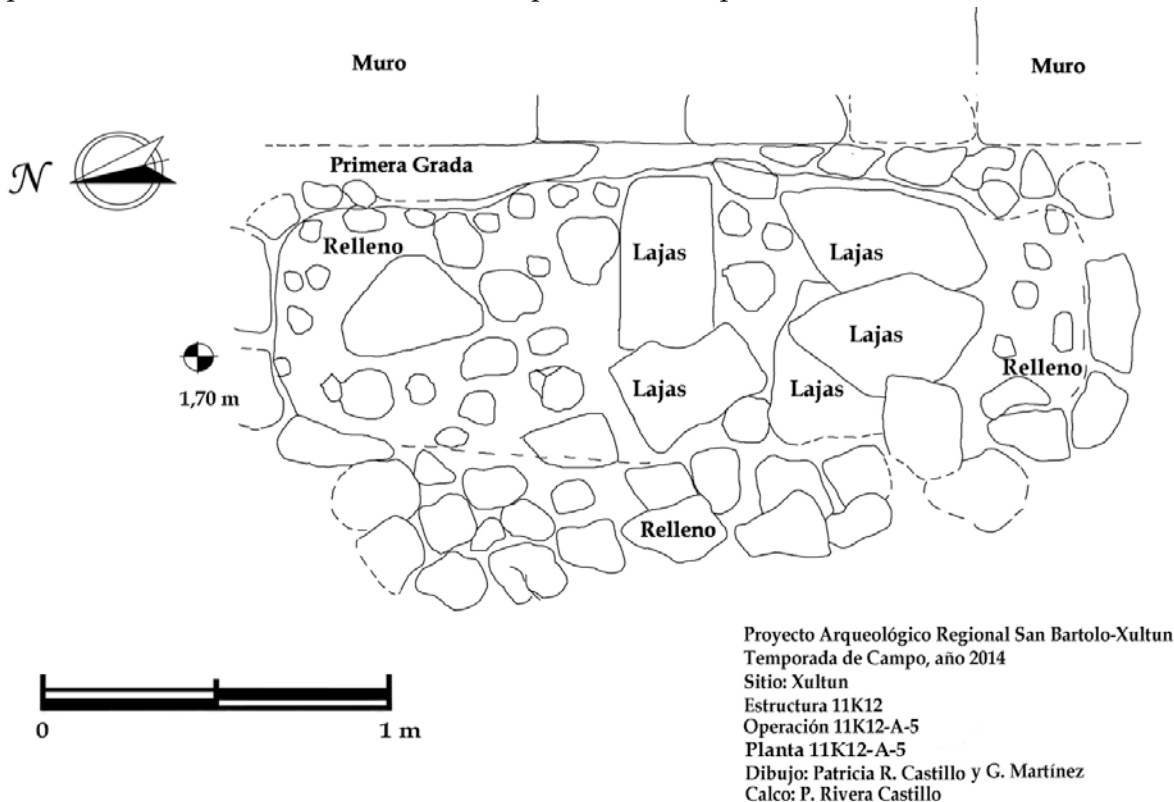 Muro
Muro
N
Primera Grada
Relleno
Lajas
Lajas
Lajas
1,70 m
Lajas
Lajas
Relleno
Relleno
0
1 m
Proyecto Arqueológico Regional San Bartolo-Xultun
Temporada de Campo, año 2014
Sitio: Xultun
Estructura 11K12
Operación 11K12-A-5
Planta 11K12-A-5
Dibujo: Patricia R. Castillo y G. Martínez
Calco: P. Rivera Castillo